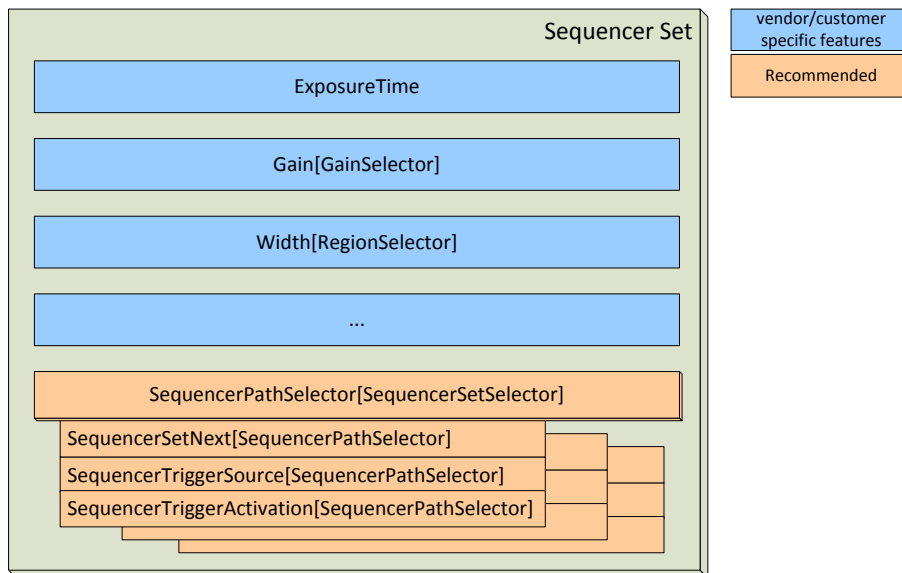 Sequencer Set
vendor/customer
specific features
Recommended
ExposureTime
Gain[GainSelector]
Width[RegionSelector]
...
SequencerPathSelector[SequencerSetSelector]
SequencerSetNext[SequencerPathSelector]
SequencerTriggerSource[SequencerPathSelector]
SequencerTriggerActivation[SequencerPathSelector]